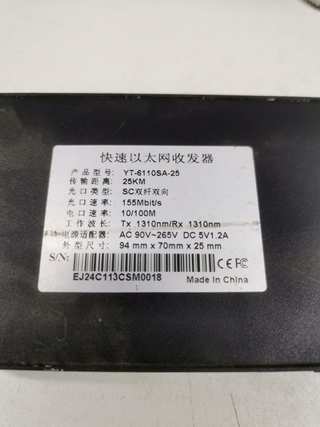 快速以太网收发器
产品型号: YT-6110SA-25
传输距离: 25KM
光口类型: SC双纤双向
光口速率: 155Mbit/s
电口速率: 10/100M
工作波长: Tx 1310nm/Rx 1310nm
电源适配器: AC 90V~265V DC 5V1.2A
外型尺寸: 94 mm x 70mm x 25 mm
S/N:
CE FC
EJ24C113CSM0018
Made in China